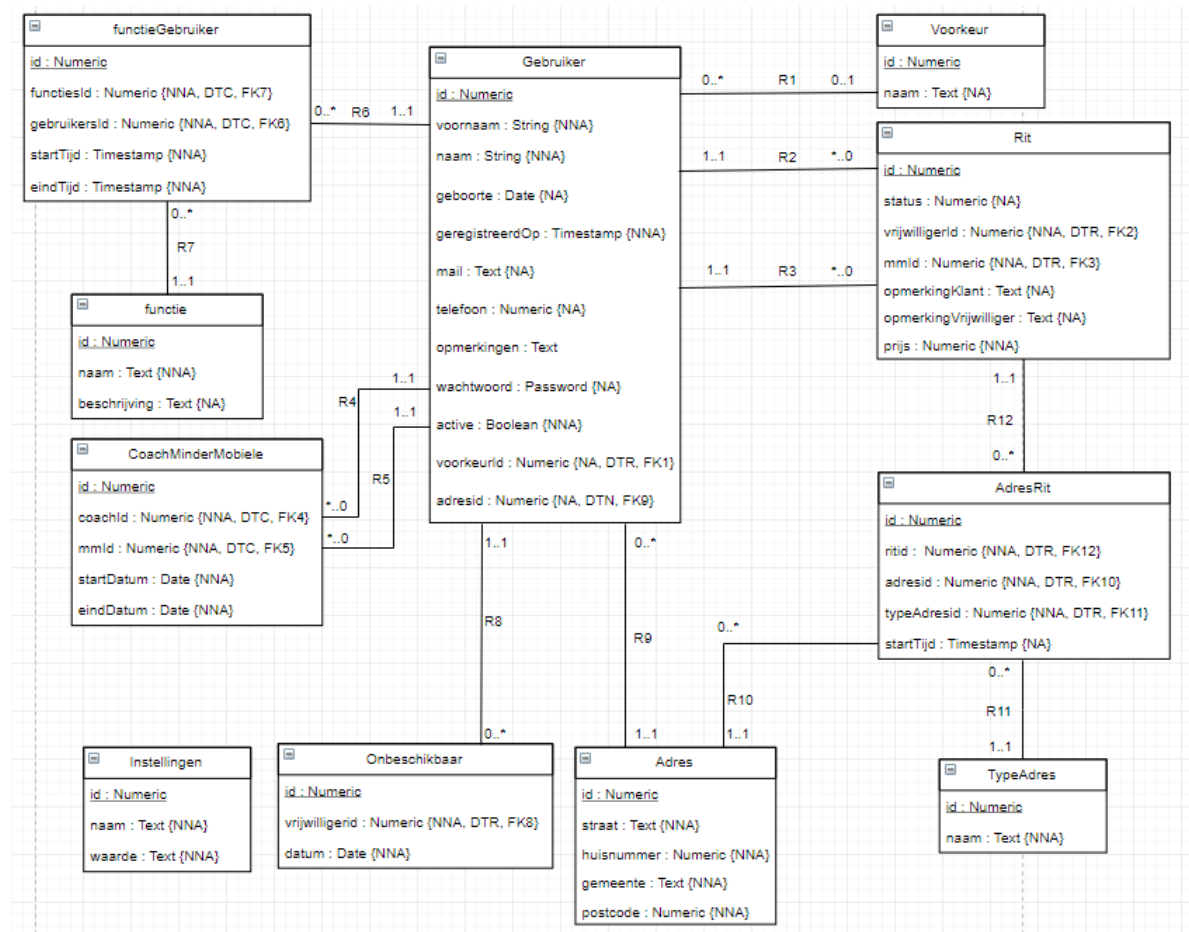 functieGebruiker
id : Numeric
functiesId : Numeric {NNA, DTC, FK7}
gebruikersId : Numeric {NNA, DTC, FK6}
startTijd : Timestamp {NNA}
eindTijd : Timestamp {NNA}
0..* R6 1..1
0..*
R7
1..1
functie
id : Numeric
naam : Text {NNA}
beschrijving : Text {NA}
CoachMinderMobiele
id : Numeric
coachId : Numeric {NNA, DTC, FK4}
mmId : Numeric {NNA, DTC, FK5}
startDatum : Date {NNA}
eindDatum : Date {NNA}
1..1
R4
*..0
1..1
R5
*..0
Gebruiker
id : Numeric
voornaam : String {NNA}
naam : String {NNA}
geboorte : Date {NA}
geregistreerdOp : Timestamp {NNA}
mail : Text {NA}
telefoon : Numeric {NA}
opmerkingen : Text
wachtwoord : Password {NA}
active : Boolean {NNA}
voorkeurId : Numeric {NA, DTR, FK1}
adresid : Numeric {NA, DTN, FK9}
0..* R1 0..1
1..1 R2 *..0
1..1 R3 *..0
Voorkeur
id : Numeric
naam : Text {NA}
Rit
id : Numeric
status : Numeric {NA}
vrijwilligerId : Numeric {NNA, DTR, FK2}
mmId : Numeric {NNA, DTR, FK3}
opmerkingKlant : Text {NA}
opmerkingVrijwilliger : Text {NA}
prijs : Numeric {NNA}
1..1
R12
0..*
AdresRit
id : Numeric
ritid : Numeric {NNA, DTR, FK12}
adresid : Numeric {NNA, DTR, FK10}
typeAdresid : Numeric {NNA, DTR, FK11}
startTijd : Timestamp {NA}
0..*
R11
1..1
TypeAdres
id : Numeric
naam : Text {NNA}
1..1
R8
0..*
0..*
R9
1..1
0..*
R10
1..1
Instellingen
id : Numeric
naam : Text {NNA}
waarde : Text {NNA}
Onbeschikbaar
id : Numeric
vrijwilligerid : Numeric {NNA, DTR, FK8}
datum : Date {NNA}
Adres
id : Numeric
straat : Text {NNA}
huisnummer : Numeric {NNA}
gemeente : Text {NNA}
postcode : Numeric {NNA}